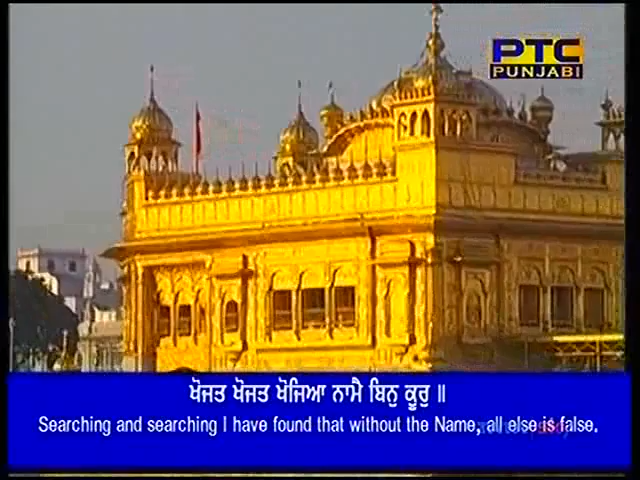 PTC
PUNJABI
ਖੋਜਤ ਖੋਜਤ ਖੋਜਿਆ ਨਾਮੈ ਬਿਨੁ ਕੂਰੁ ॥
Searching and searching I have found that without the Name, all else is false.